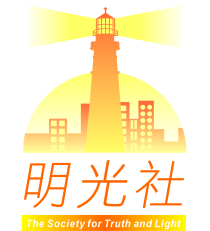 明光社
The Society for Truth and Light